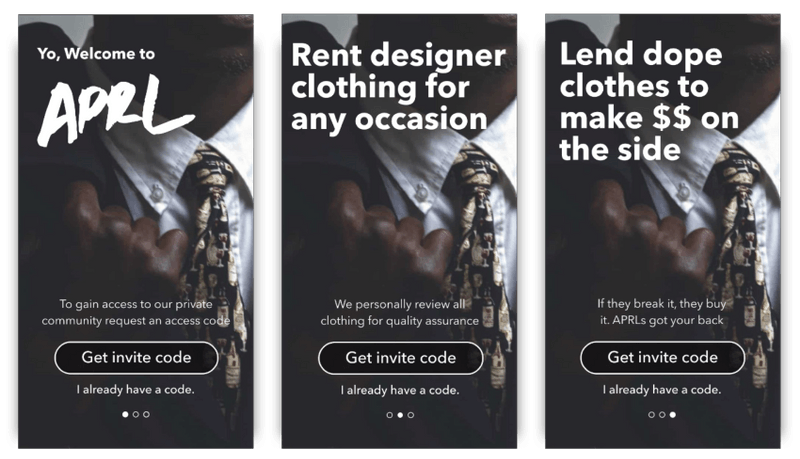 Yo, Welcome to
APRL
To gain access to our private
community request an access code
Get invite code
I already have a code.
Rent designer
clothing for
any occasion
We personally review all
clothing for quality assurance
Get invite code
I already have a code.
Lend dope
clothes to
make $$ on
the side
If they break it, they buy
it. APRLs got your back
Get invite code
I already have a code.